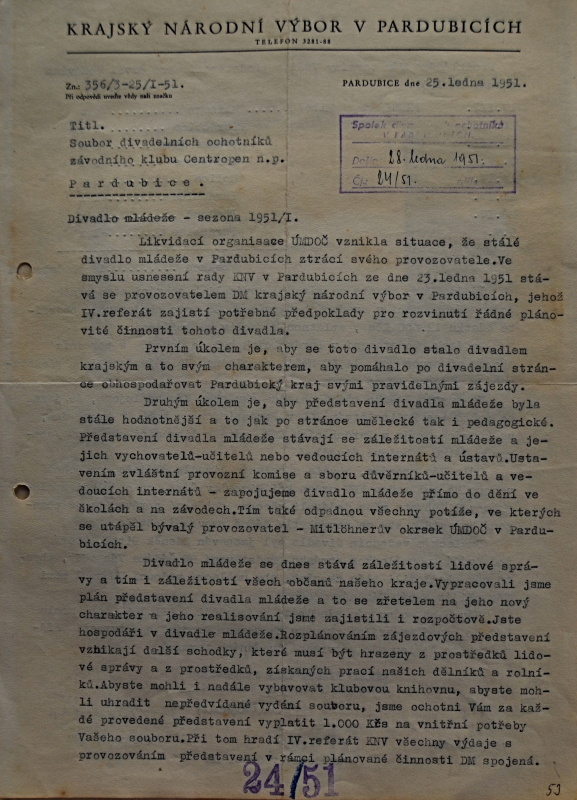 KRAJSKÝ NÁRODNÍ VÝBOR V PARDUBICÍCH
TELEFON 3281-88
Zn.: 356/3-25/I-51.
PARDUBICE dne 25.ledna 1951.
Při odpovědi uveďte vždy naši značku
Titl.
Soubor divadelních ochotníků
závodního klubu Centropen n.p.
Pardubice.
Spolek
Došlo: 28. ledna 1951.
Čís. 24/51.
Divadlo mládeže - sezona 1951/I.
Likvidací organisace ÚMDOČ vznikla situace, že stálé
divadlo mládeže v Pardubicích ztrácí svého provozovatele.Ve
smyslu usnesení rady KNV v Pardubicích ze dne 23.ledna 1951 stá-
vá se provozovatelem DM krajský národní výbor v Pardubicích, jehož
IV.referát zajistí potřebné předpoklady pro rozvinutí řádné pláno-
vité činnosti tohoto divadla.
Prvním úkolem je, aby se toto divadlo stalo divadlem
krajským a to svým charakterem, aby pomáhalo po divadelní strán-
ce obhospodařovat Pardubický kraj svými pravidelnými zájezdy.
Druhým úkolem je, aby představení divadla mládeže byla
stále hodnotnější a to jak po stránce umělecké tak i pedagogické.
Představení divadla mládeže stávají se záležitostí mládeže a je-
jich vychovatelů-učitelů nebo vedoucích internátů a ústavů.Usta-
vením zvláštní provozní komise a sboru důvěrníků-učitelů a ve-
doucích internátů - zapojujeme divadlo mládeže přímo do dění ve
školách a na závodech.Tím také odpadnou všechny potíže, ve kterých
se utápěl bývalý provozovatel - Mitlöhnerův okrsek ÚMDOČ v Pardu-
bicích.
Divadlo mládeže se dnes stává záležitostí lidové sprá-
vy a tím i záležitostí všech občanů našeho kraje.Vypracovali jsme
plán představení divadla mládeže a to se zřetelem na jeho nový
charakter a jeho realisování jsme zajistili i rozpočtově.Jste
hospodáři v divadle mládeže.Rozplánováním zájezdových představení
vznikají další schodky, které musí být hrazeny z prostředků lido-
vé správy a z prostředků, získaných prací našich dělníků a rolní-
ků.Abyste mohli i nadále vybavovat klubovou knihovnu, abyste moh-
li uhradit nepředvídané vydání souboru, jsme ochotni Vám za kaž-
dé provedené představení vyplatit 1.000 Kčs na vnitřní potřeby
Vašeho souboru.Při tom hradí IV.referát KNV všechny výdaje s
provozováním představení v rámci plánované činnosti DM spojená.
24/51
53